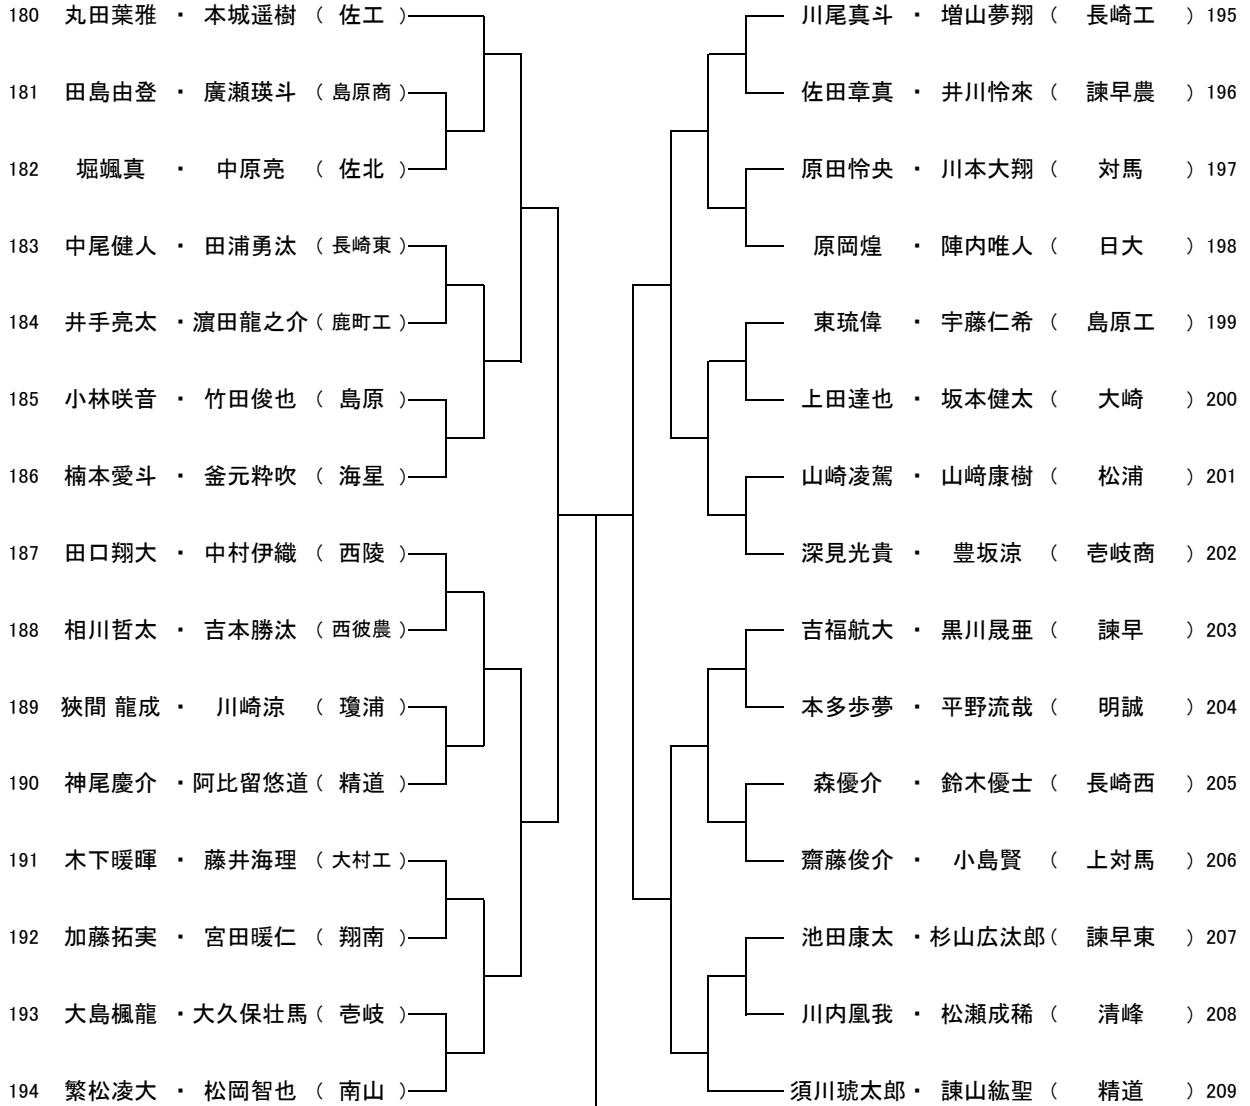 180 丸田葉雅 ・ 本城遥樹 ( 佐工 )
181 田島由登 ・ 廣瀬瑛斗 ( 島原商 )
182 堀颯真 ・ 中原亮 ( 佐北 )
183 中尾健人 ・ 田浦勇汰 ( 長崎東 )
184 井手亮太 ・ 濵田龍之介 ( 鹿町工 )
185 小林咲音 ・ 竹田俊也 ( 島原 )
186 楠本愛斗 ・ 釜元粋吹 ( 海星 )
187 田口翔大 ・ 中村伊織 ( 西陵 )
188 相川哲太 ・ 吉本勝汰 ( 西彼農 )
189 狹間 龍成 ・ 川崎涼 ( 瓊浦 )
190 神尾慶介 ・ 阿比留悠道 ( 精道 )
191 木下暖暉 ・ 藤井海理 ( 大村工 )
192 加藤拓実 ・ 宮田暖仁 ( 翔南 )
193 大島楓龍 ・ 大久保壮馬 ( 壱岐 )
194 繁松凌大 ・ 松岡智也 ( 南山 )
川尾真斗 ・ 増山夢翔 ( 長崎工 ) 195
佐田章真 ・ 井川怜來 ( 諫早農 ) 196
原田怜央 ・ 川本大翔 ( 対馬 ) 197
原岡煌 ・ 陣内唯人 ( 日大 ) 198
東琉偉 ・ 宇藤仁希 ( 島原工 ) 199
上田達也 ・ 坂本健太 ( 大崎 ) 200
山崎凌駕 ・ 山﨑康樹 ( 松浦 ) 201
深見光貴 ・ 豊坂涼 ( 壱岐商 ) 202
吉福航大 ・ 黒川晟亜 ( 諫早 ) 203
本多歩夢 ・ 平野流哉 ( 明誠 ) 204
森優介 ・ 鈴木優士 ( 長崎西 ) 205
齋藤俊介 ・ 小島賢 ( 上対馬 ) 206
池田康太 ・ 杉山広汰郎 ( 諫早東 ) 207
川内凰我 ・ 松瀬成稀 ( 清峰 ) 208
須川琥太郎 ・ 諌山紘聖 ( 精道 ) 209